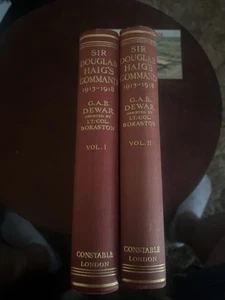 SIR
DOUGLAS
HAIG'S
COMMAND
1915-1918
G.A.B.
DEWAR
ASSISTED BY
LT:COL.
BORASTON
VOL. I
CONSTABLE
LONDON
SIR
DOUGLAS
HAIG'S
COMMAND
1915-1918
G.A.B.
DEWAR
ASSISTED BY
LT:COL.
BORASTON
VOL. II
CONSTABLE
LONDON